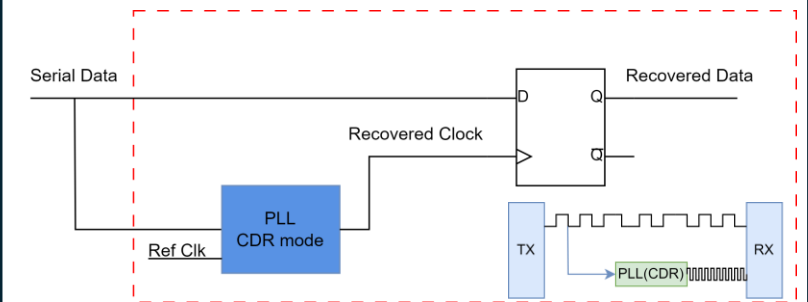 Serial Data
Recovered Data
D
Q
Recovered Clock
Q̅
PLL
CDR mode
Ref Clk
TX
RX
PLL(CDR)